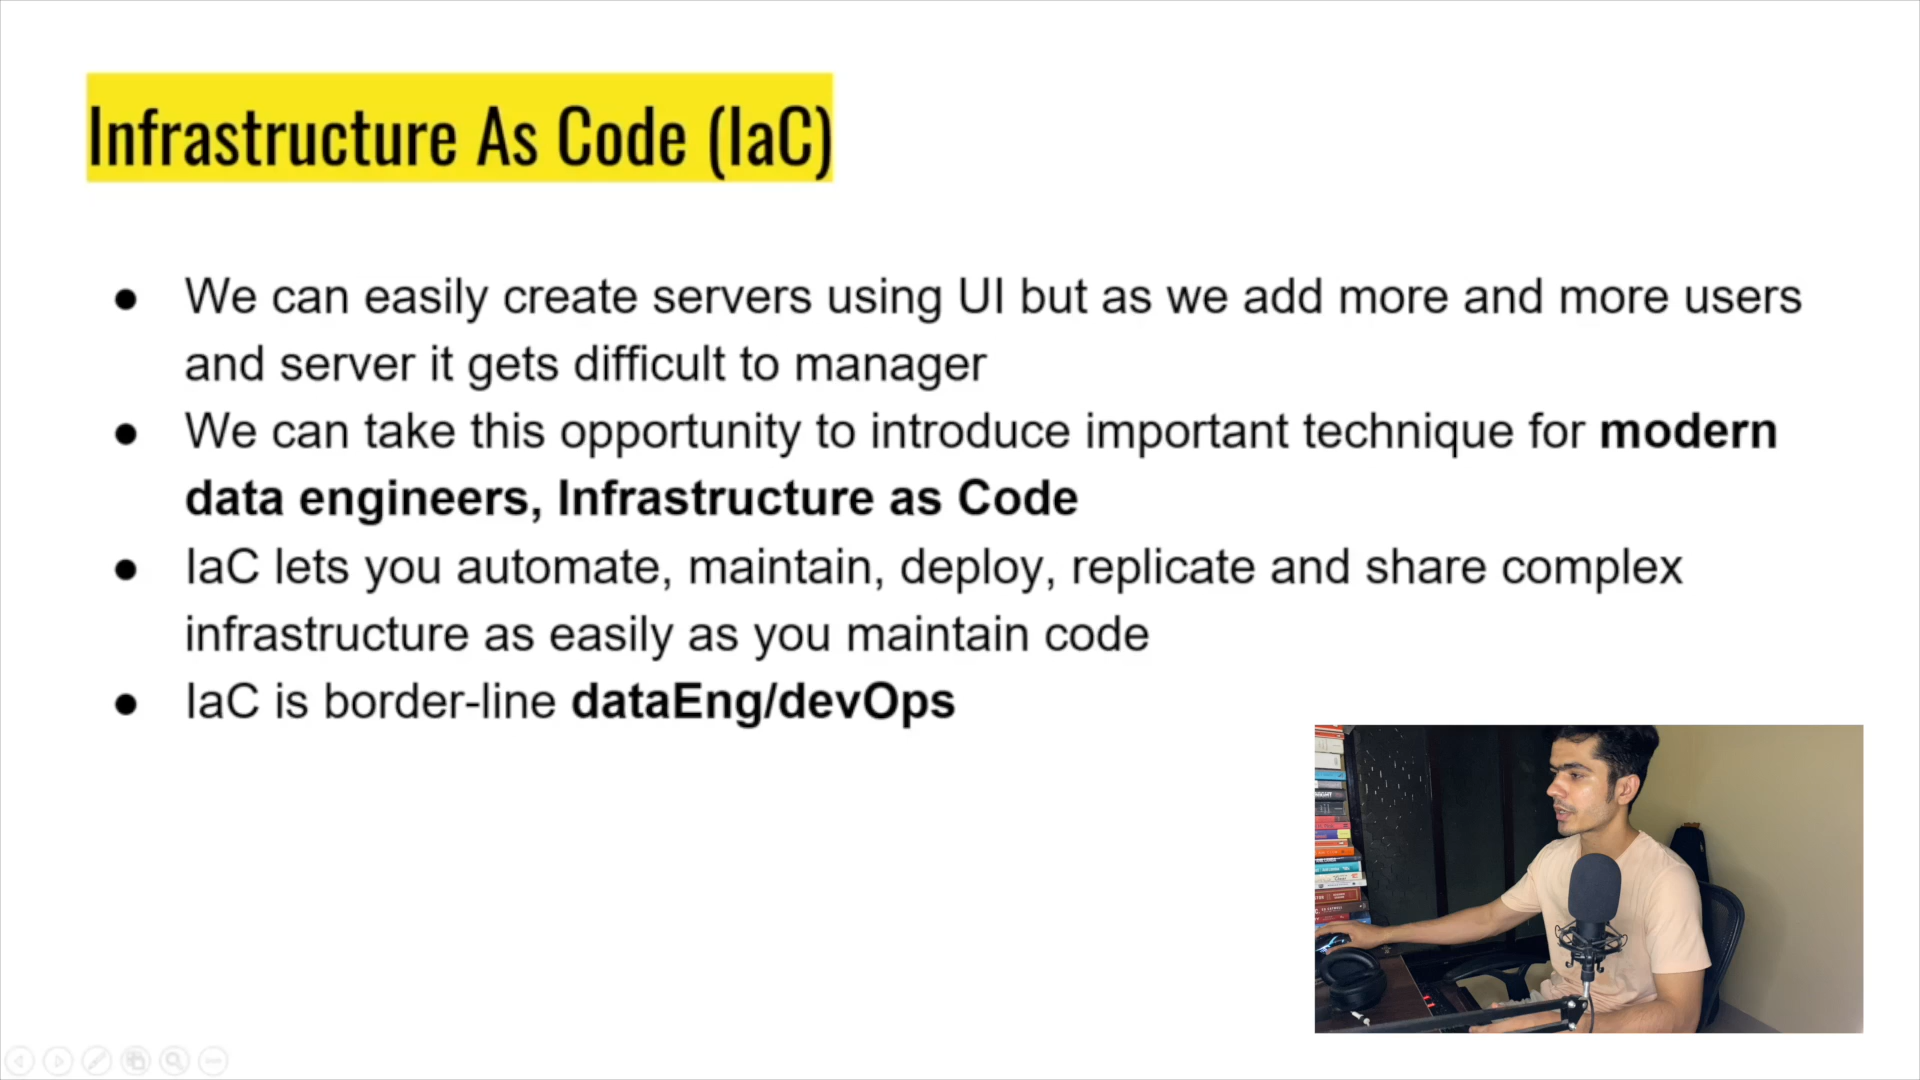 Infrastructure As Code (IaC)
● We can easily create servers using UI but as we add more and more users
and server it gets difficult to manager
● We can take this opportunity to introduce important technique for modern
data engineers, Infrastructure as Code
● IaC lets you automate, maintain, deploy, replicate and share complex
infrastructure as easily as you maintain code
● IaC is border-line dataEng/devOps